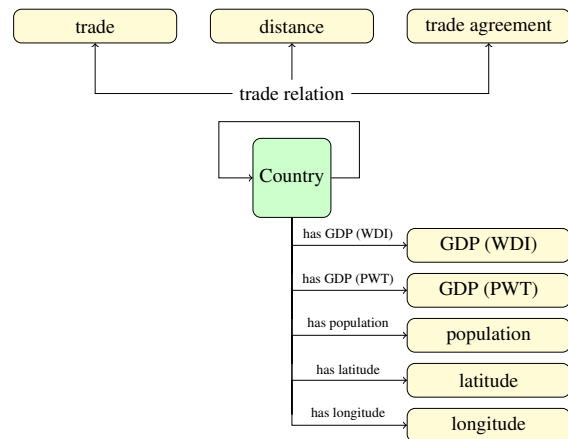 trade
distance
trade agreement
trade relation
Country
has GDP (WDI)
GDP (WDI)
has GDP (PWT)
GDP (PWT)
has population
population
has latitude
latitude
has longitude
longitude